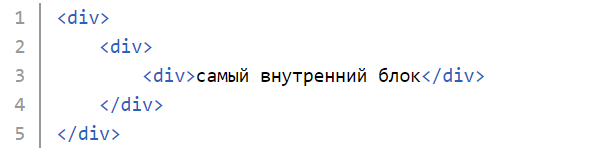 1 <div>
2     <div>
3         <div>самый внутренний блок</div>
4     </div>
5 </div>